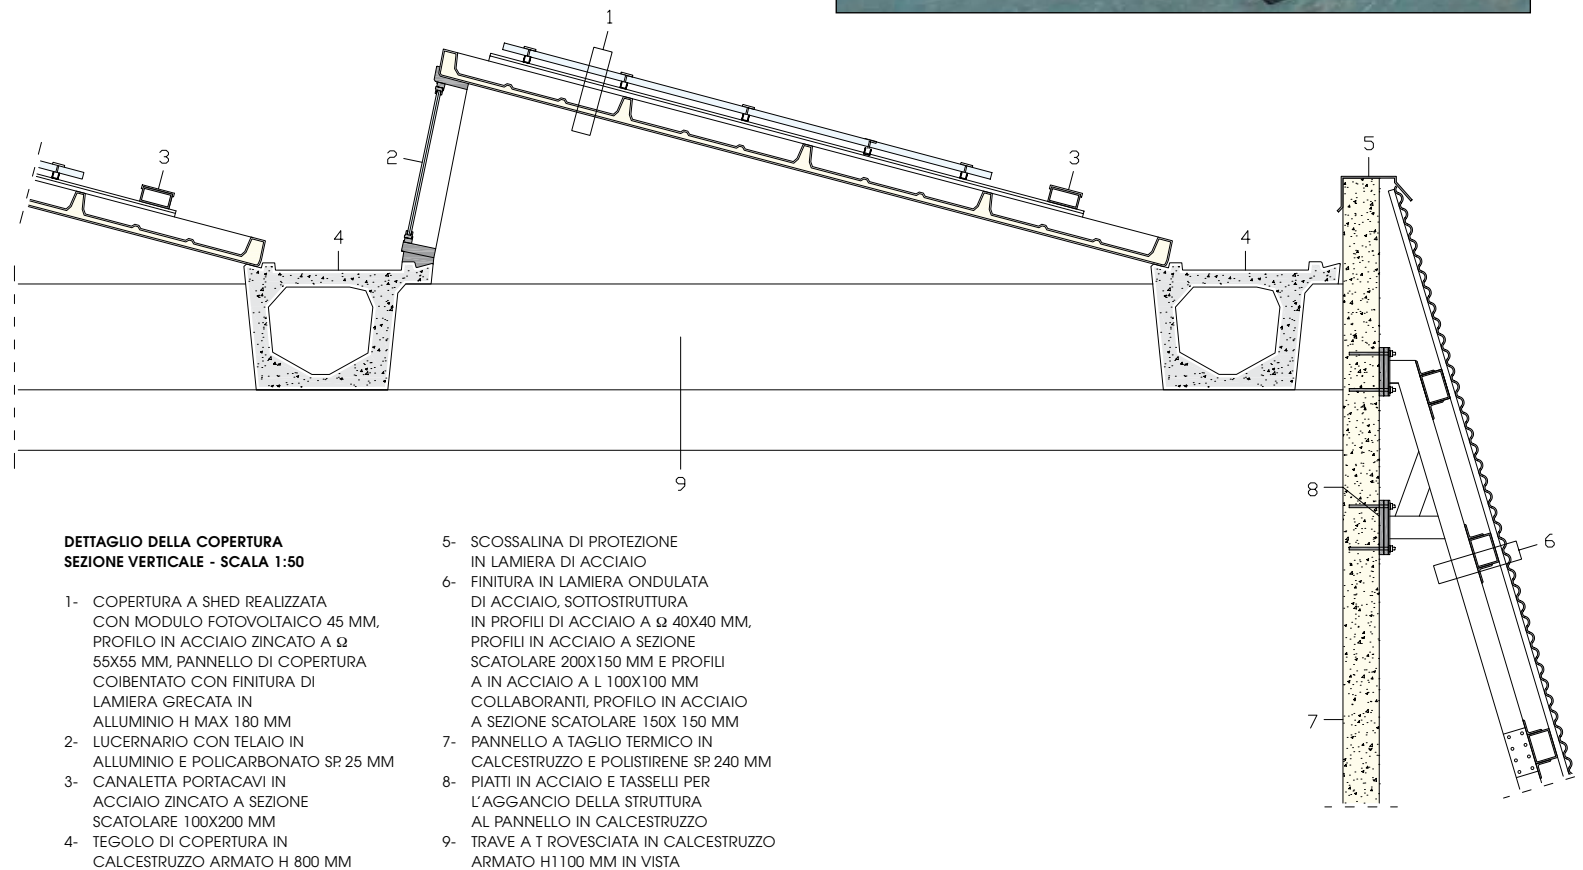 1
3
2
3
5
4
4
9
8
6
7
DETTAGLIO DELLA COPERTURA
SEZIONE VERTICALE - SCALA 1:50
1- COPERTURA A SHED REALIZZATA
CON MODULO FOTOVOLTAICO 45 MM,
PROFILO IN ACCIAIO ZINCATO A Ω
55X55 MM, PANNELLO DI COPERTURA
COIBENTATO CON FINITURA DI
LAMIERA GRECATA IN
ALLUMINIO H MAX 180 MM
2- LUCERNARIO CON TELAIO IN
ALLUMINIO E POLICARBONATO SP. 25 MM
3- CANALETTA PORTACAVI IN
ACCIAIO ZINCATO A SEZIONE
SCATOLARE 100X200 MM
4- TEGOLO DI COPERTURA IN
CALCESTRUZZO ARMATO H 800 MM
5- SCOSSALINA DI PROTEZIONE
IN LAMIERA DI ACCIAIO
6- FINITURA IN LAMIERA ONDULATA
DI ACCIAIO, SOTTOSTRUTTURA
IN PROFILI DI ACCIAIO A Ω 40X40 MM,
PROFILI IN ACCIAIO A SEZIONE
SCATOLARE 200X150 MM E PROFILI
A IN ACCIAIO A L 100X100 MM
COLLABORANTI, PROFILO IN ACCIAIO
A SEZIONE SCATOLARE 150X 150 MM
7- PANNELLO A TAGLIO TERMICO IN
CALCESTRUZZO E POLISTIRENE SP. 240 MM
8- PIATTI IN ACCIAIO E TASSELLI PER
L'AGGANCIO DELLA STRUTTURA
AL PANNELLO IN CALCESTRUZZO
9- TRAVE A T ROVESCIATA IN CALCESTRUZZO
ARMATO H1100 MM IN VISTA